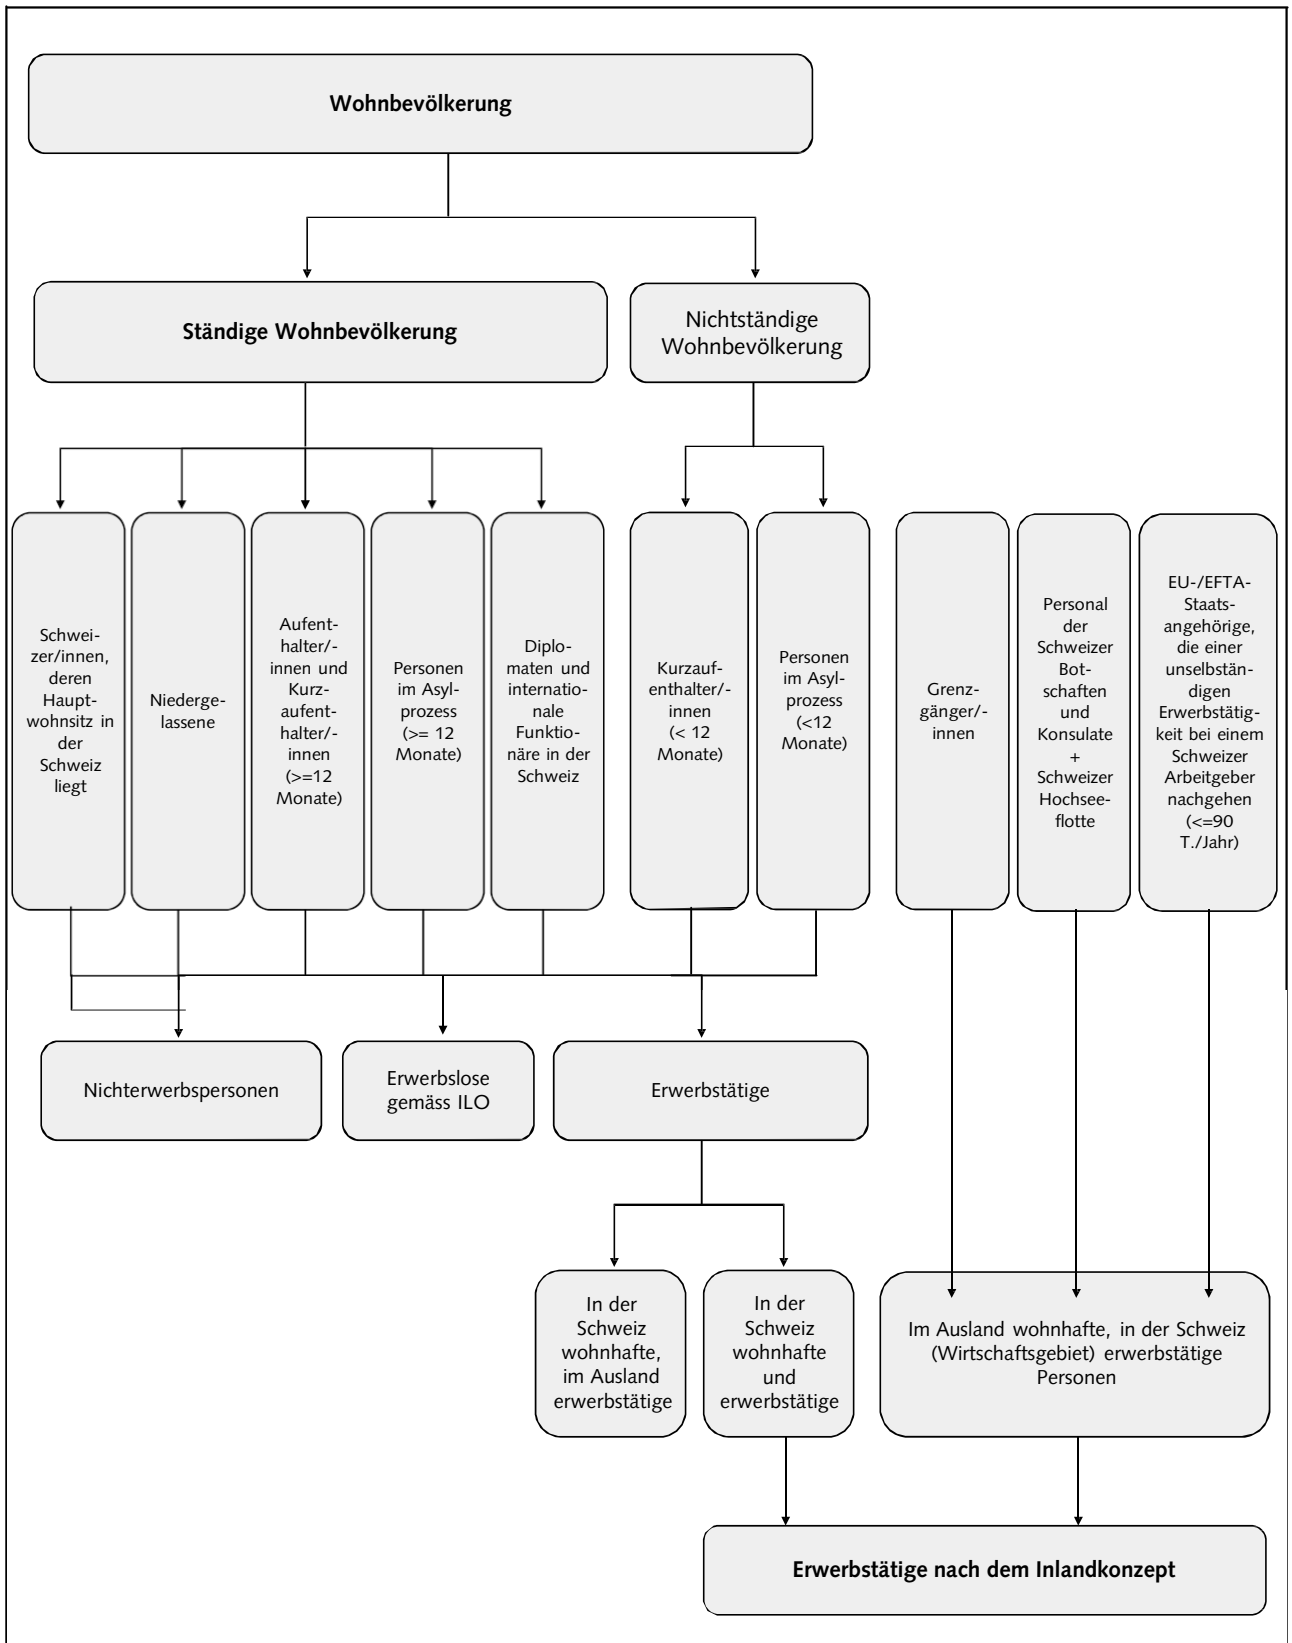 Wohnbevölkerung
Ständige Wohnbevölkerung
Nichtständige
Wohnbevölkerung
Schwei-
zer/innen,
deren
Haupt-
wohnsitz in
der
Schweiz
liegt
Niederge-
lassene
Aufent-
halter/-
innen und
Kurz-
aufent-
halter/-
innen
(>=12
Monate)
Personen
im Asyl-
prozess
(>= 12
Monate)
Diplo-
maten und
internatio-
nale
Funktio-
näre in der
Schweiz
Kurzauf-
enthalter/-
innen
(< 12
Monate)
Personen
im Asyl-
prozess
(<12
Monate)
Grenz-
gänger/-
innen
Personal
der
Schweizer
Bot-
schaften
und
Konsulate
+
Schweizer
Hochsee-
flotte
EU-/EFTA-
Staats-
angehörige,
die einer
unselbstän-
digen
Erwerbstätig-
keit bei einem
Schweizer
Arbeitgeber
nachgehen
(<=90
T./Jahr)
Nichterwerbspersonen
Erwerbslose
gemäss ILO
Erwerbstätige
In der
Schweiz
wohnhafte,
im Ausland
erwerbstätige
In der
Schweiz
wohnhafte
und
erwerbstätige
Im Ausland wohnhafte, in der Schweiz
(Wirtschaftsgebiet) erwerbstätige
Personen
Erwerbstätige nach dem Inlandkonzept